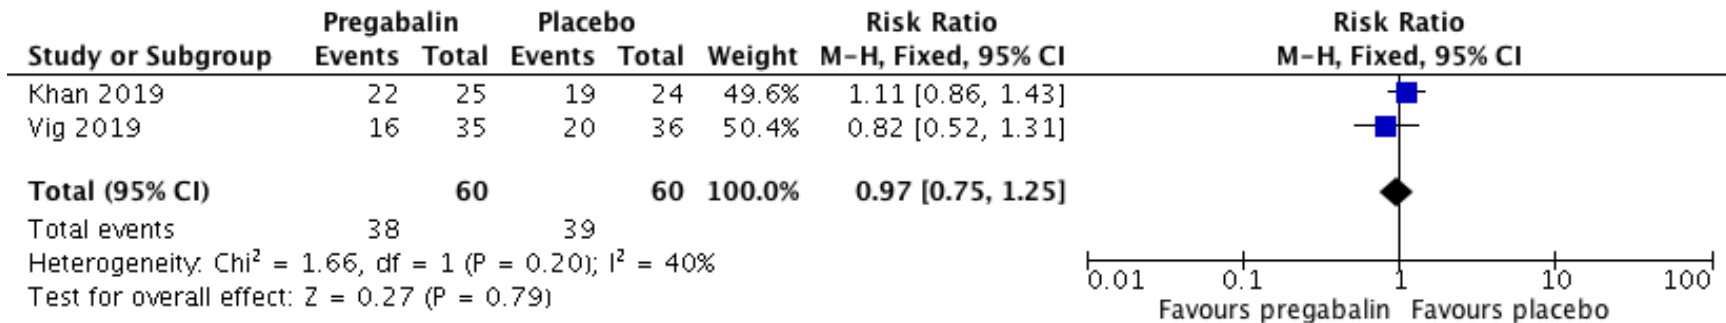 Pregabalin Placebo Risk Ratio Risk Ratio
Study or Subgroup Events Total Events Total Weight M-H, Fixed, 95% CI M-H, Fixed, 95% CI
Khan 2019 22 25 19 24 49.6% 1.11 [0.86, 1.43]
Vig 2019 16 35 20 36 50.4% 0.82 [0.52, 1.31]
Total (95% CI) 60 60 100.0% 0.97 [0.75, 1.25]
Total events 38 39
Heterogeneity: Chi² = 1.66, df = 1 (P = 0.20); I² = 40%
Test for overall effect: Z = 0.27 (P = 0.79)
0.01 0.1 1 10 100
Favours pregabalin Favours placebo